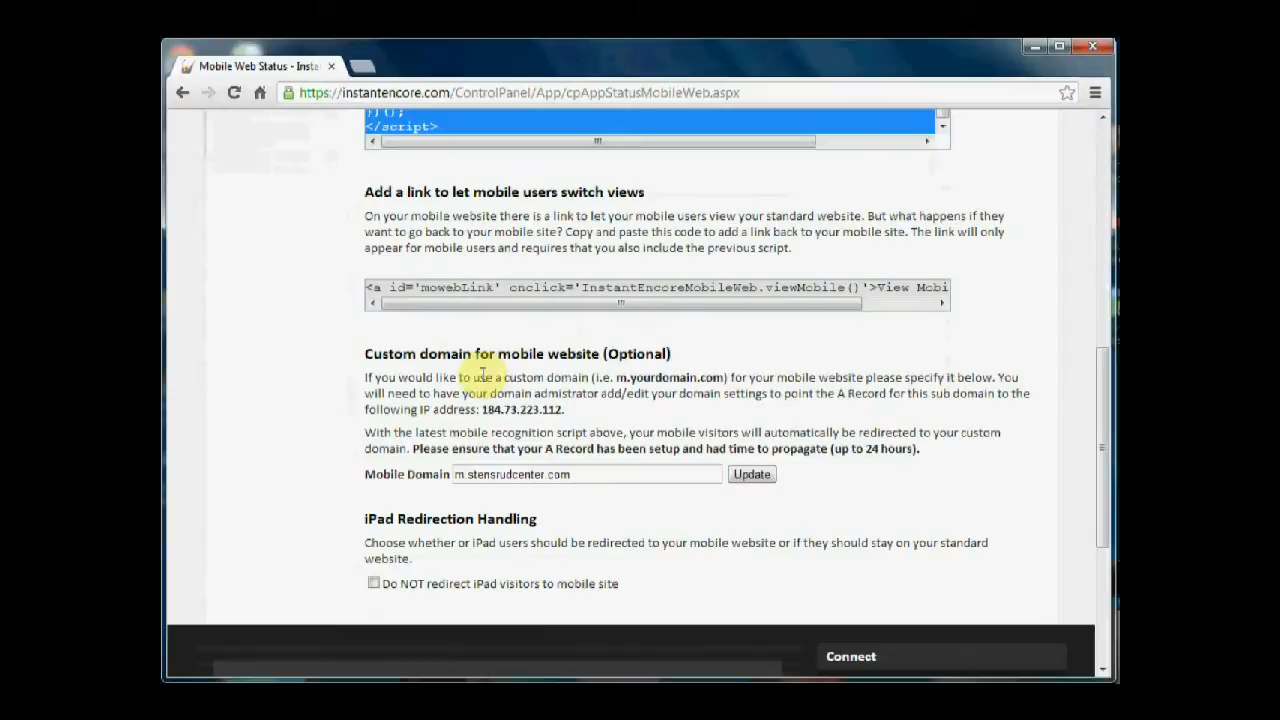 Mobile Web Status - Insta
https://instantencore.com/ControlPanel/App/cpAppStatusMobileWeb.aspx
})();
</script>
Add a link to let mobile users switch views
On your mobile website there is a link to let your mobile users view your standard website. But what happens if they
want to go back to your mobile site? Copy and paste this code to add a link back to your mobile site. The link will only
appear for mobile users and requires that you also include the previous script.
<a id='mowebLink' onclick='InstantEncoreMobileWeb.viewMobile()'>View Mobi
Custom domain for mobile website (Optional)
If you would like to use a custom domain (i.e. m.yourdomain.com) for your mobile website please specify it below. You
will need to have your domain admistrator add/edit your domain settings to point the A Record for this sub domain to the
following IP address: 184.73.223.112.
With the latest mobile recognition script above, your mobile visitors will automatically be redirected to your custom
domain. Please ensure that your A Record has been setup and had time to propagate (up to 24 hours).
Mobile Domain m.stensrudcenter.com Update
iPad Redirection Handling
Choose whether or iPad users should be redirected to your mobile website or if they should stay on your standard
website.
Do NOT redirect iPad visitors to mobile site
Connect